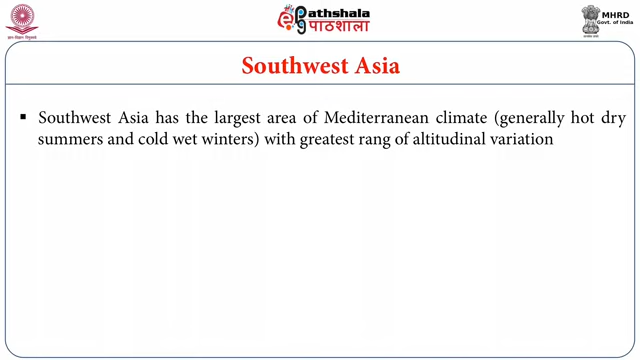 Pathshala
पाठशाला
MHRD
Govt. of India
Southwest Asia
▪ Southwest Asia has the largest area of Mediterranean climate (generally hot dry
summers and cold wet winters) with greatest rang of altitudinal variation